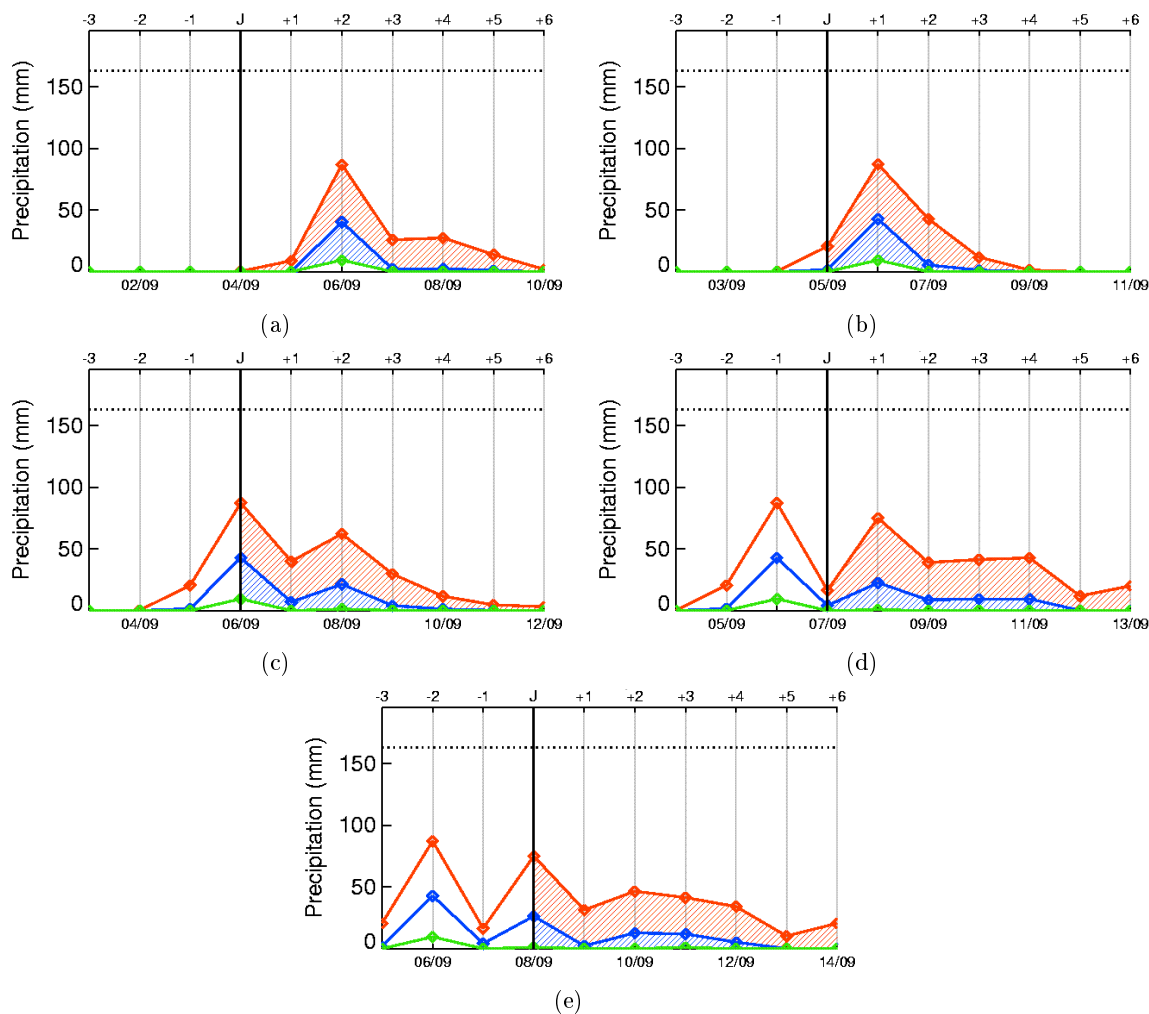 -3 -2 -1 J +1 +2 +3 +4 +5 +6
Precipitation (mm)
150
100
50
0
02/09 04/09 06/09 08/09 10/09
(a)
-3 -2 -1 J +1 +2 +3 +4 +5 +6
Precipitation (mm)
150
100
50
0
03/09 05/09 07/09 09/09 11/09
(b)
-3 -2 -1 J +1 +2 +3 +4 +5 +6
Precipitation (mm)
150
100
50
0
04/09 06/09 08/09 10/09 12/09
(c)
-3 -2 -1 J +1 +2 +3 +4 +5 +6
Precipitation (mm)
150
100
50
0
05/09 07/09 09/09 11/09 13/09
(d)
-3 -2 -1 J +1 +2 +3 +4 +5 +6
Precipitation (mm)
150
100
50
0
06/09 08/09 10/09 12/09 14/09
(e)